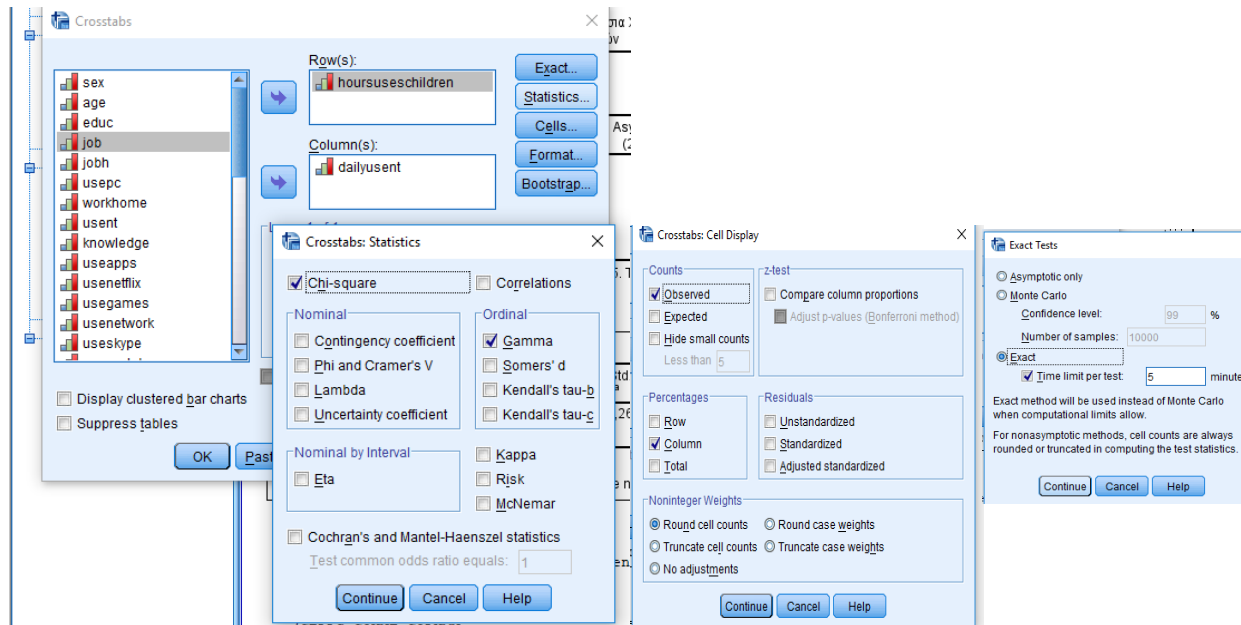 Crosstabs
Row(s):
hoursuseschildren
Column(s):
dailyusent
sex
age
educ
job
jobh
usepc
workhome
usent
knowledge
useapps
usenetflix
usegames
usenetwork
useskype
Exact...
Statistics...
Cells...
Format...
Bootstrap...
Display clustered bar charts
Suppress tables
OK
Crosstabs: Statistics
Chi-square
Correlations
Nominal
Contingency coefficient
Phi and Cramer's V
Lambda
Uncertainty coefficient
Ordinal
Gamma
Somers' d
Kendall's tau-b
Kendall's tau-c
Nominal by Interval
Eta
Kappa
Risk
McNemar
Cochran's and Mantel-Haenszel statistics
Test common odds ratio equals: 1
Continue Cancel Help
Crosstabs: Cell Display
Counts
Observed
Expected
Hide small counts
Less than 5
z-test
Compare column proportions
Adjust p-values (Bonferroni method)
Percentages
Row
Column
Total
Residuals
Unstandardized
Standardized
Adjusted standardized
Noninteger Weights
Round cell counts Round case weights
Truncate cell counts Truncate case weights
No adjustments
Continue Cancel Help
Exact Tests
Asymptotic only
Monte Carlo
Confidence level: 99 %
Number of samples: 10000
Exact
Time limit per test: 5 minute
Exact method will be used instead of Monte Carlo
when computational limits allow.
For nonasymptotic methods, cell counts are always
rounded or truncated in computing the test statistics.
Continue Cancel Help